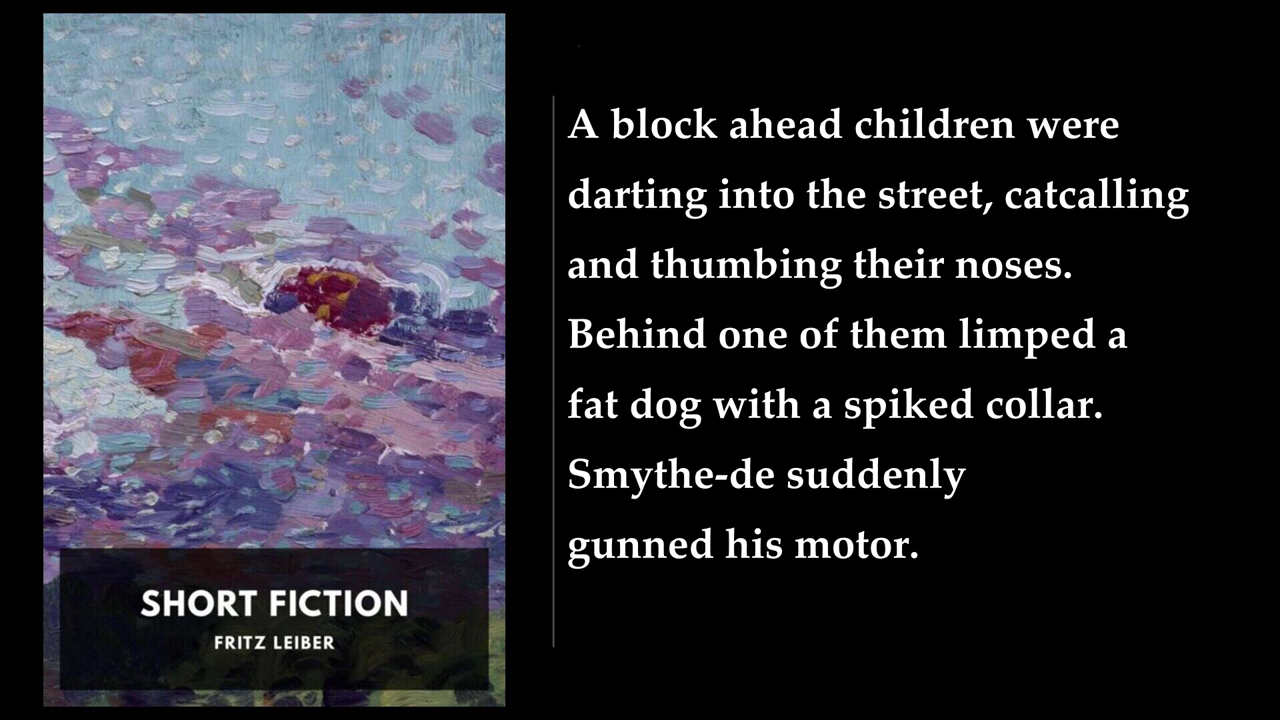 SHORT FICTION
FRITZ LEIBER
A block ahead children were
darting into the street, catcalling
and thumbing their noses.
Behind one of them limped a
fat dog with a spiked collar.
Smythe-de suddenly
gunned his motor.